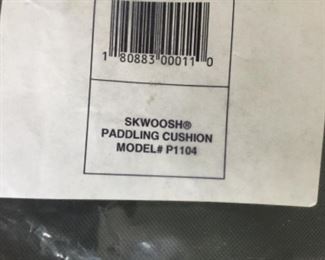 1 80883 00011 0
SKWOOSH®
PADDLING CUSHION
MODEL# P1104